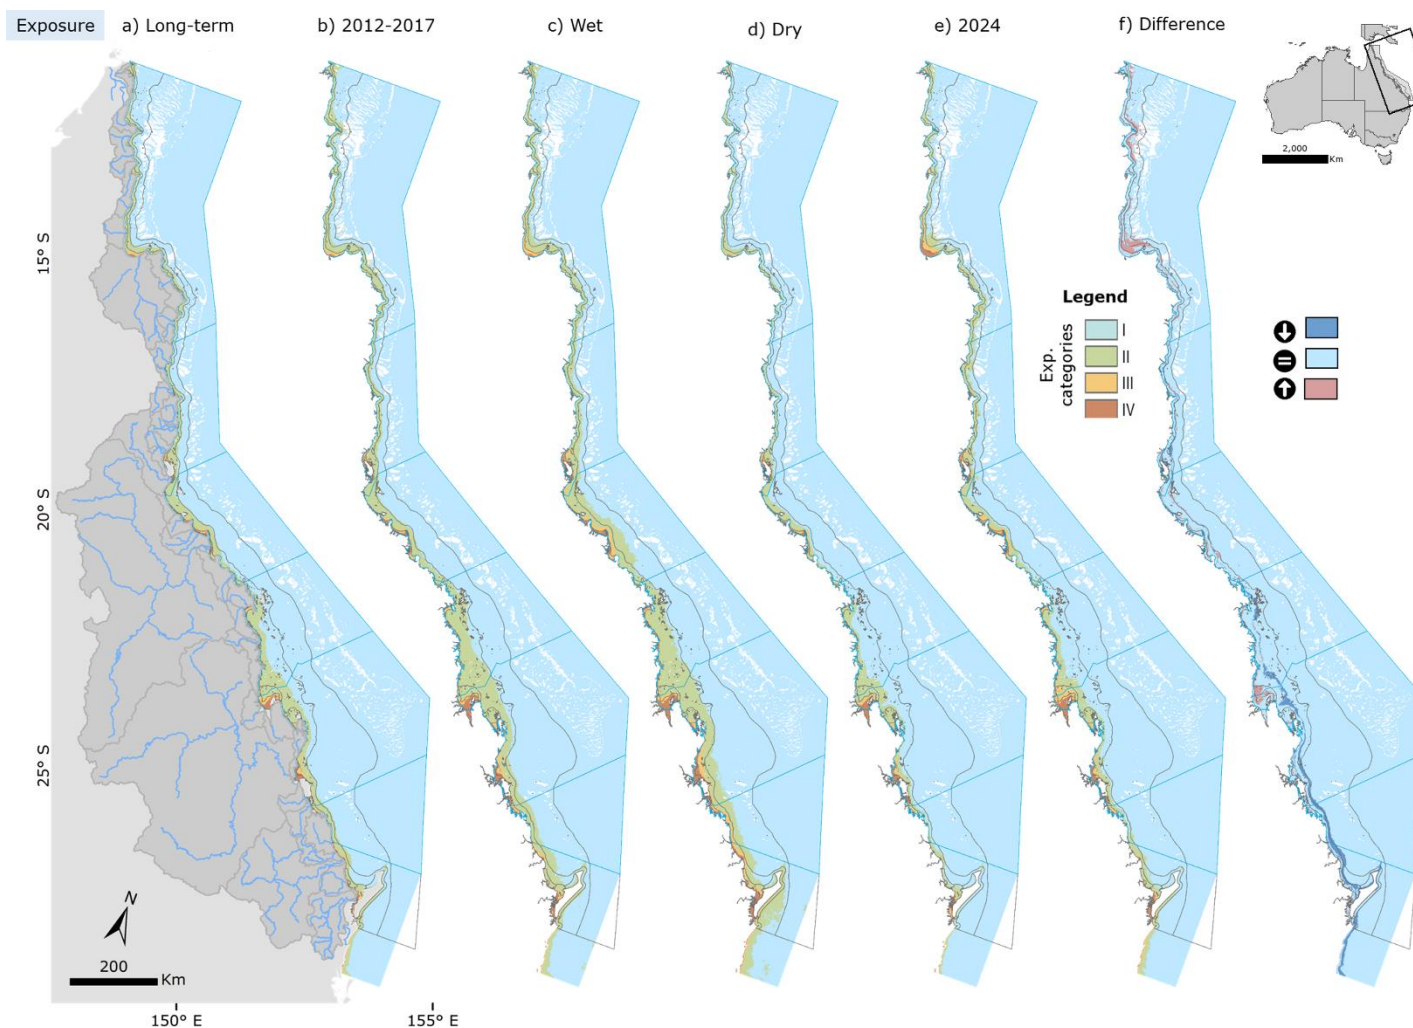 Exposure
a) Long-term
b) 2012-2017
c) Wet
d) Dry
e) 2024
f) Difference
2,000
Km
15° S
20° S
25° S
Legend
Exp.
categories
I
II
III
IV
N
200
Km
150° E
155° E